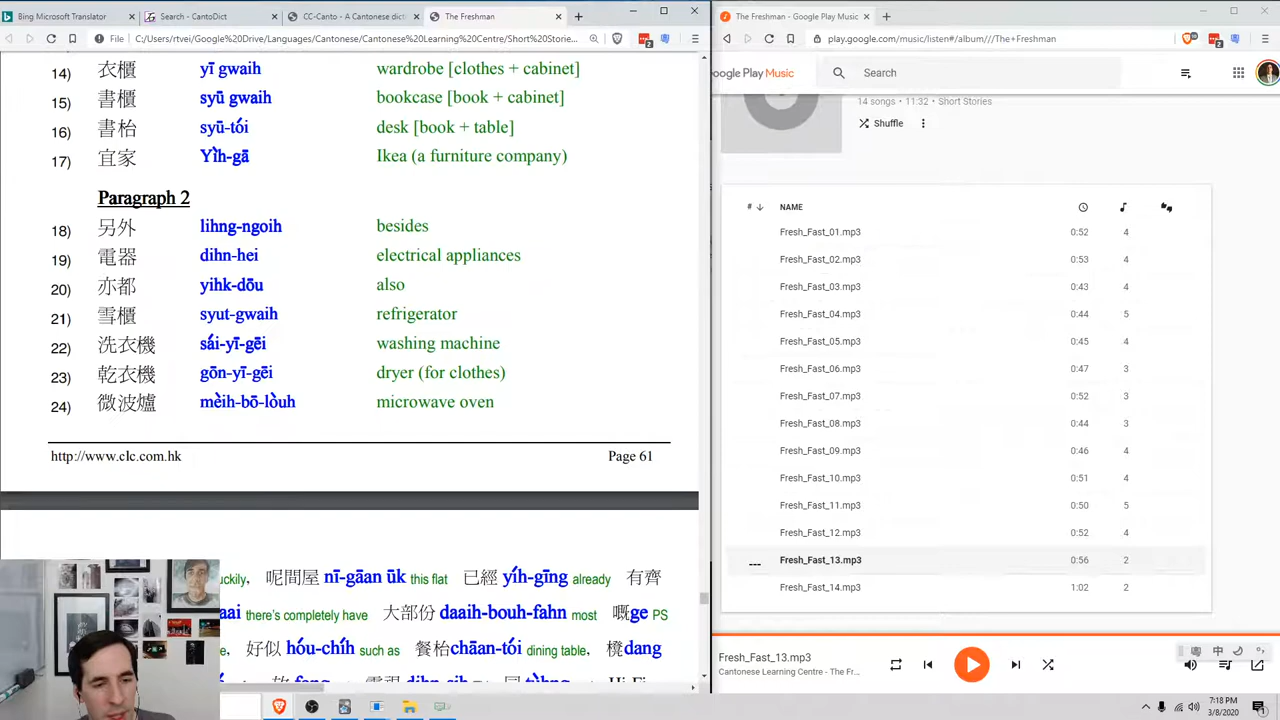 Bing Microsoft Translator
Search - CantoDict
CC-Canto - A Cantonese dict
The Freshman
The Freshman - Google Play Music
File
C:/Users/rtvei/Google%20Drive/Languages/Cantonese/Cantonese%20Learning%20Centre/Short%20Storie...
play.google.com/music/listen#/album///The+Freshman
14) 衣櫃 yī gwaih wardrobe [clothes + cabinet]
15) 書櫃 syū gwaih bookcase [book + cabinet]
16) 書枱 syū-tói desk [book + table]
17) 宜家 Yìh-gā Ikea (a furniture company)
Paragraph 2
18) 另外 lihng-ngoih besides
19) 電器 dihn-hei electrical appliances
20) 亦都 yihk-dōu also
21) 雪櫃 syut-gwaih refrigerator
22) 洗衣機 sái-yī-gēi washing machine
23) 乾衣機 gōn-yī-gēi dryer (for clothes)
24) 微波爐 mèih-bō-lòuh microwave oven
http://www.clc.com.hk Page 61
uckily, 呢間屋 nī-gāan ūk this flat 已經 yíh-gīng already 有齊
aai there's completely have 大部份 daaih-bouh-fahn most 嘅ge PS
e, 好似 hóu-chíh such as 餐枱chāan-tói dining table, 櫈dang
oogle Play Music
Search
14 songs • 11:32 • Short Stories
Shuffle
# NAME
Fresh_Fast_01.mp3 0:52 4
Fresh_Fast_02.mp3 0:53 4
Fresh_Fast_03.mp3 0:43 4
Fresh_Fast_04.mp3 0:44 5
Fresh_Fast_05.mp3 0:45 4
Fresh_Fast_06.mp3 0:47 3
Fresh_Fast_07.mp3 0:52 3
Fresh_Fast_08.mp3 0:44 3
Fresh_Fast_09.mp3 0:46 4
Fresh_Fast_10.mp3 0:51 4
Fresh_Fast_11.mp3 0:50 5
Fresh_Fast_12.mp3 0:52 4
Fresh_Fast_13.mp3 0:56 2
Fresh_Fast_14.mp3 1:02 2
Fresh_Fast_13.mp3
Cantonese Learning Centre - The Fr...
中
7:18 PM
3/8/2020